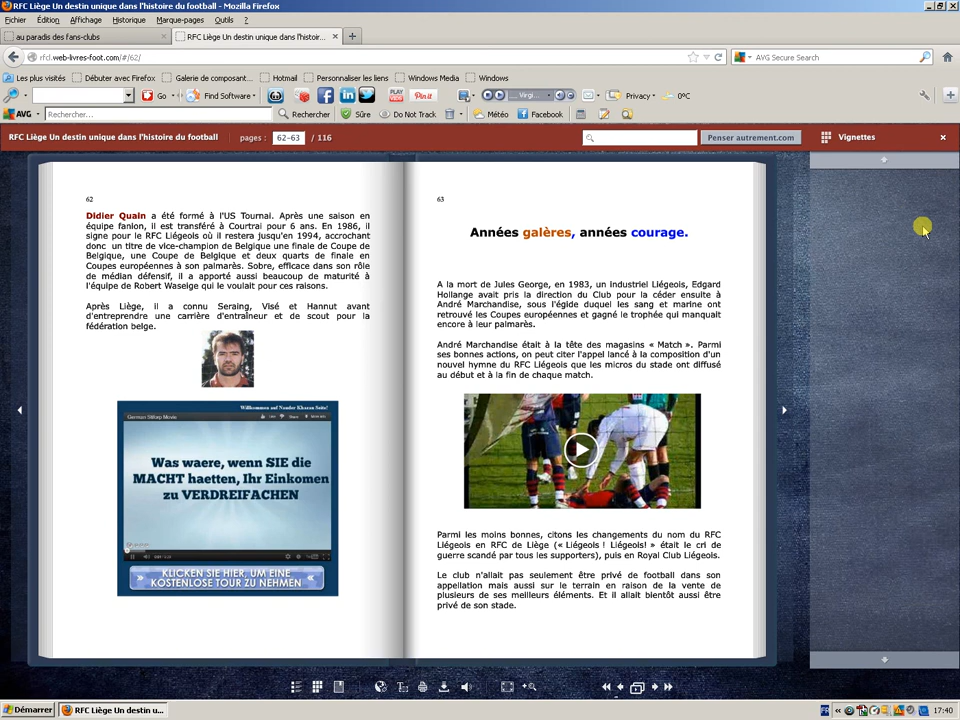 RFC Liège Un destin unique dans l'histoire du football - Mozilla Firefox
Fichier Édition Affichage Historique Marque-pages Outils ?
au paradis des fans-clubs × RFC Liège Un destin unique dans l'histoir... × +
rfcl.web-livres-foot.com/#/62/ AVG Secure Search
Les plus visités Débuter avec Firefox Galerie de composant... Hotmail Personnaliser les liens Windows Media Windows
Go Find Software PLAY Pin it Virgi... Privacy 0°C
AVG Rechercher... Rechercher Sûre Do Not Track Météo Facebook
RFC Liège Un destin unique dans l'histoire du football pages : 62-63 / 116 Penser autrement.com Vignettes ×
62
Didier Quain a été formé à l'US Tournai. Après une saison en
équipe fanion, il est transféré à Courtrai pour 6 ans. En 1986, il
signe pour le RFC Liégeois où il restera jusqu'en 1994, accrochant
donc un titre de vice-champion de Belgique une finale de Coupe de
Belgique, une Coupe de Belgique et deux quarts de finale en
Coupes européennes à son palmarès. Sobre, efficace dans son rôle
de médian défensif, il a apporté aussi beaucoup de maturité à
l'équipe de Robert Waseige qui le voulait pour ces raisons.
Après Liège, il a connu Seraing, Visé et Hannut avant
d'entreprendre une carrière d'entraîneur et de scout pour la
fédération belge.
Willkommen auf Nander Khazan Seite!
German Stiforp Movie
Was waere, wenn SIE die
MACHT haetten, Ihr Einkomen
zu VERDREIFACHEN
KLICKEN SIE HIER, UM EINE
KOSTENLOSE TOUR ZU NEHMEN
63
Années galères, années courage.
A la mort de Jules George, en 1983, un industriel Liégeois, Edgard
Hollange avait pris la direction du Club pour la céder ensuite à
André Marchandise, sous l'égide duquel les sang et marine ont
retrouvé les Coupes européennes et gagné le trophée qui manquait
encore à leur palmarès.
André Marchandise était à la tête des magasins « Match ». Parmi
ses bonnes actions, on peut citer l'appel lancé à la composition d'un
nouvel hymne du RFC Liégeois que les micros du stade ont diffusé
au début et à la fin de chaque match.
Parmi les moins bonnes, citons les changements du nom du RFC
Liégeois en RFC de Liège (« Liégeois ! Liégeois! » était le cri de
guerre scandé par tous les supporters), puis en Royal Club Liégeois.
Le club n'allait pas seulement être privé de football dans son
appellation mais aussi sur le terrain en raison de la vente de
plusieurs de ses meilleurs éléments. Et il allait bientôt aussi être
privé de son stade.
Démarrer RFC Liège Un destin u... FR 17:40